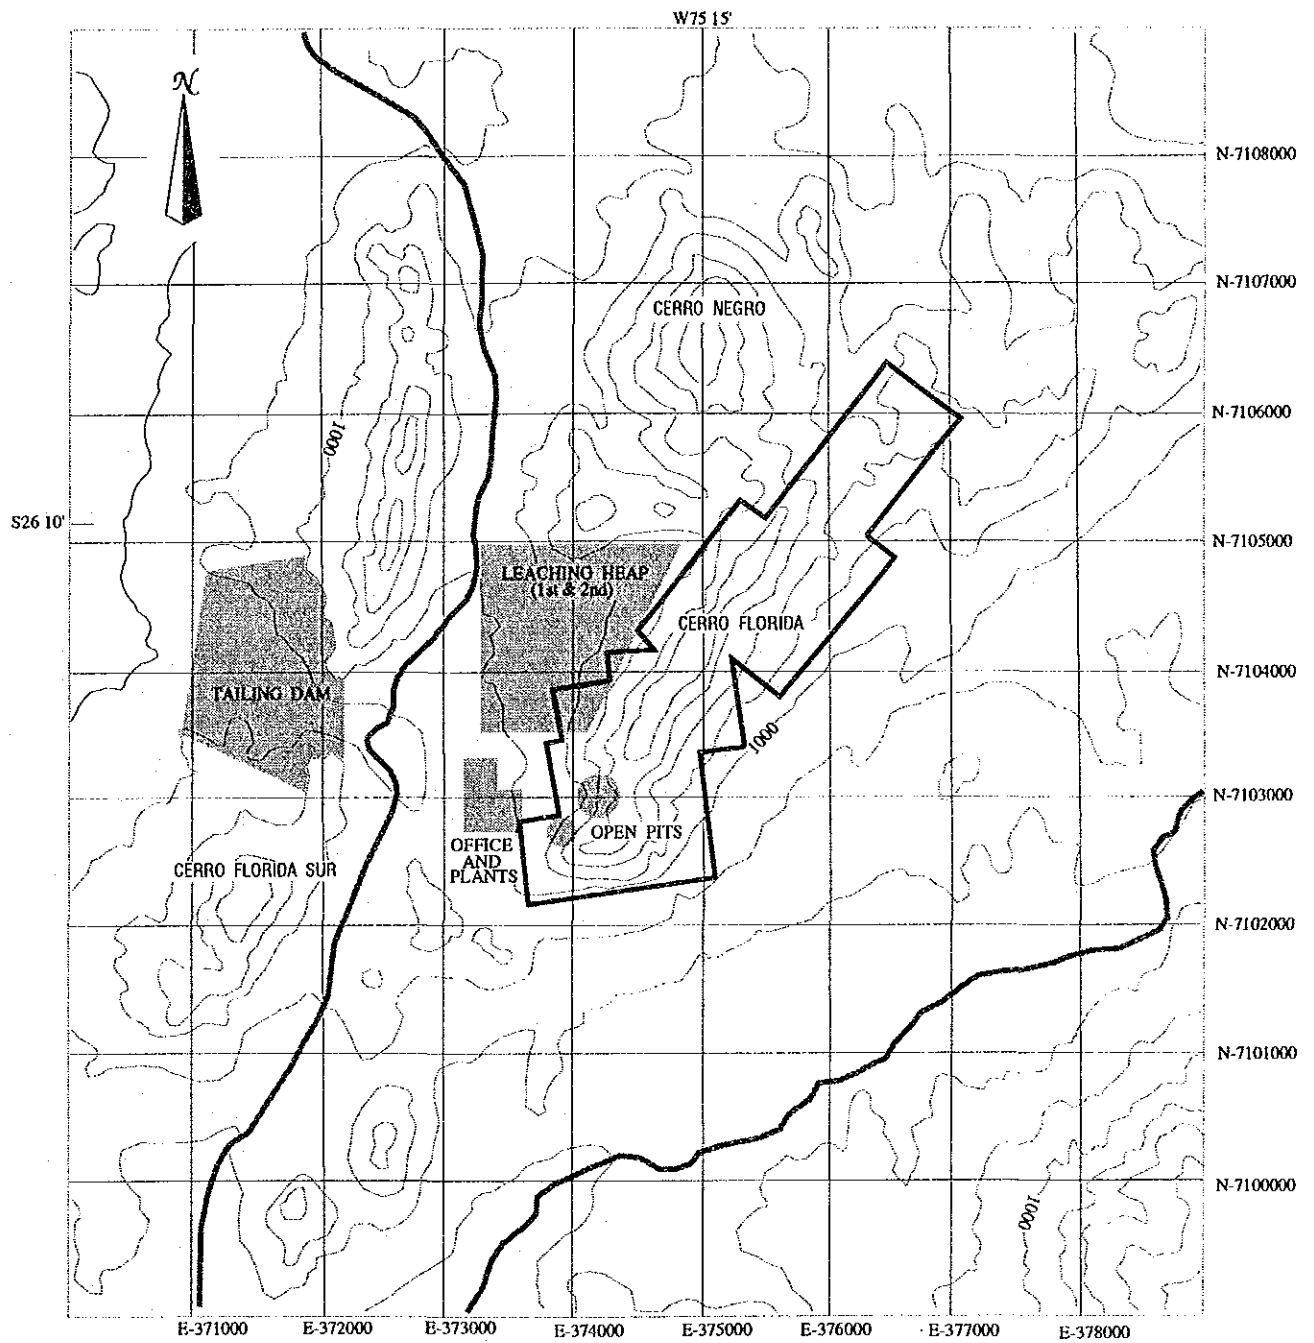 W75 15'
N
N-7108000
N-7107000
CERRO NEGRO
N-7106000
1000
S26 10'
N-7105000
LEACHING HEAP
(1st & 2nd)
CERRO FLORIDA
N-7104000
TAILING DAM
1000
N-7103000
OPEN PITS
OFFICE
AND
PLANTS
CERRO FLORIDA SUR
N-7102000
N-7101000
N-7100000
1000
E-371000 E-372000 E-373000 E-374000 E-375000 E-376000 E-377000 E-378000